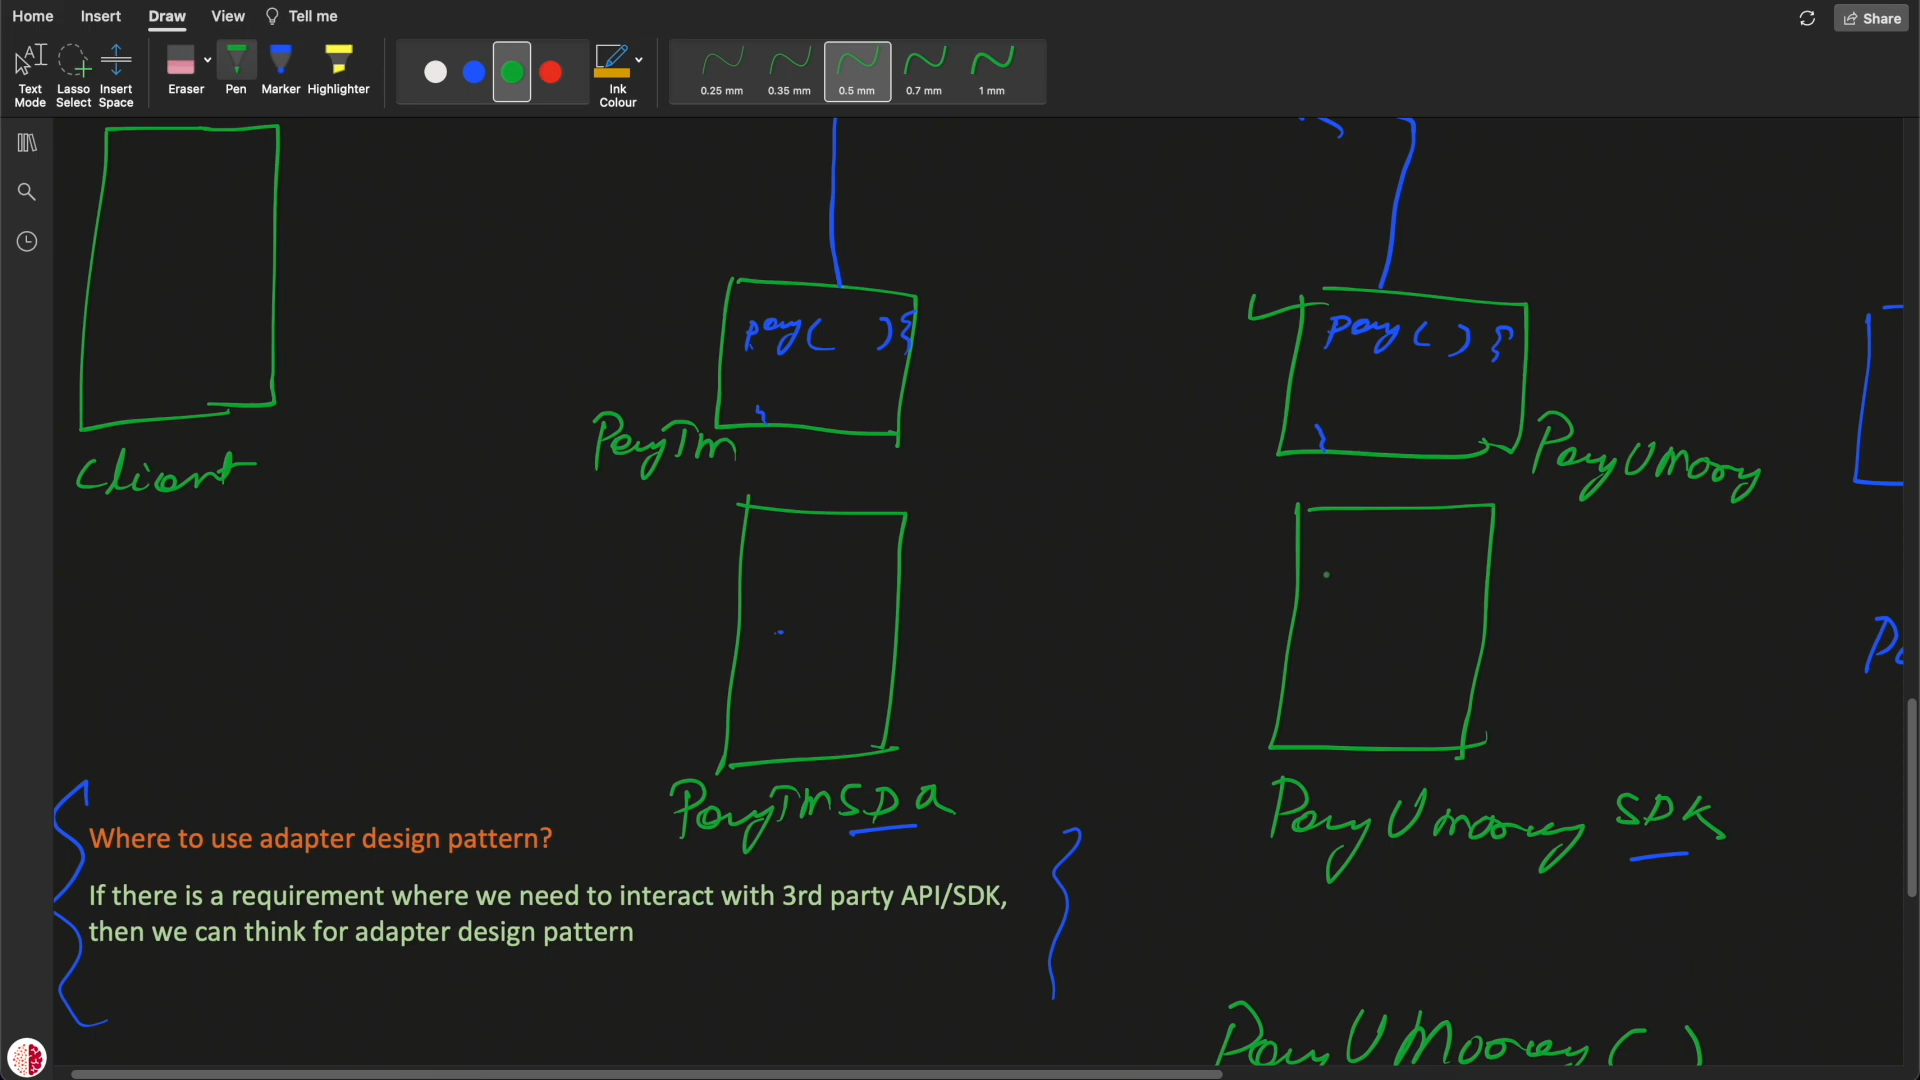 Home Insert Draw View Tell me
Share
Text Mode
Lasso Select
Insert Space
Eraser
Pen
Marker
Highlighter
Ink Colour
0.25 mm
0.35 mm
0.5 mm
0.7 mm
1 mm
pay( ){
pay( ){
}
}
PayTm
PayUMony
Client
PayTmSDA
PayUmoney SDK
Where to use adapter design pattern?
If there is a requirement where we need to interact with 3rd party API/SDK,
then we can think for adapter design pattern
PayUMoney( )